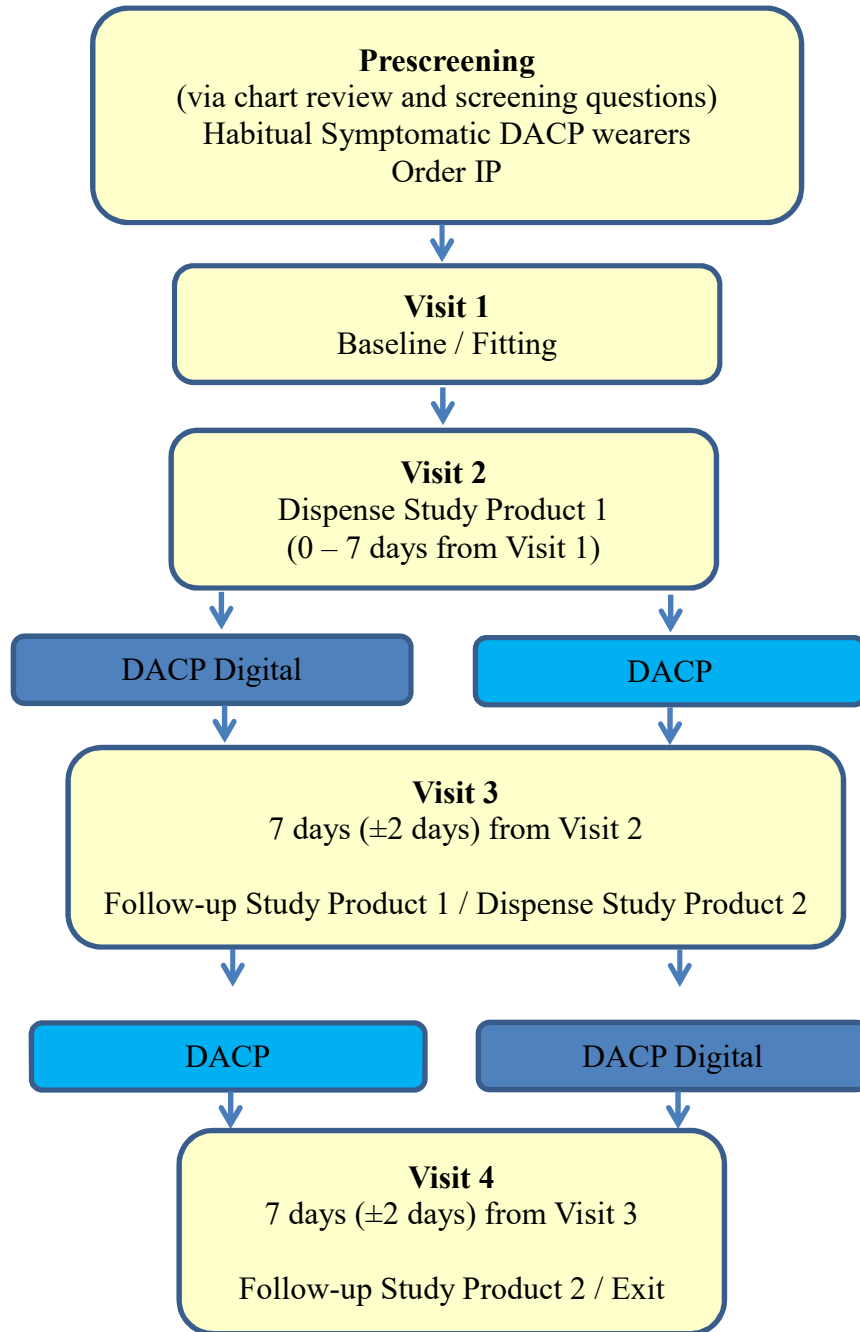 Prescreening
(via chart review and screening questions)
Habitual Symptomatic DACP wearers
Order IP
Visit 1
Baseline / Fitting
Visit 2
Dispense Study Product 1
(0 – 7 days from Visit 1)
DACP Digital
DACP
Visit 3
7 days (±2 days) from Visit 2
Follow-up Study Product 1 / Dispense Study Product 2
DACP
DACP Digital
Visit 4
7 days (±2 days) from Visit 3
Follow-up Study Product 2 / Exit